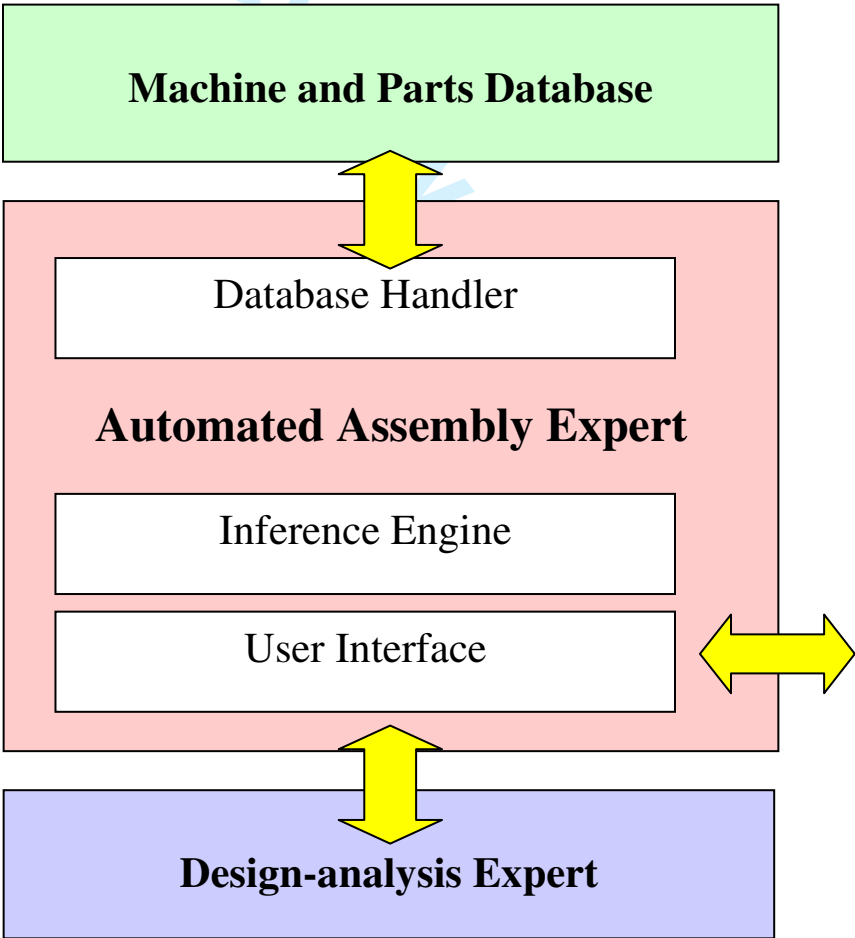 Machine and Parts Database
Database Handler
Automated Assembly Expert
Inference Engine
User Interface
Design-analysis Expert